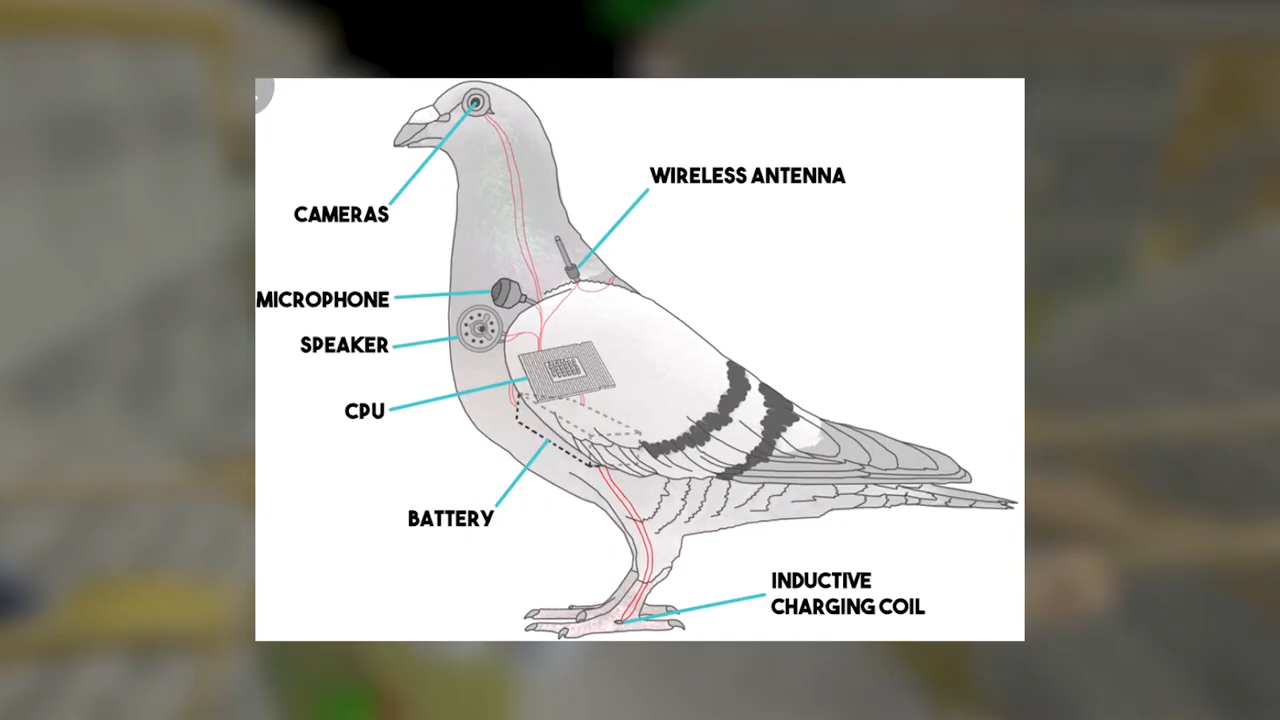 WIRELESS ANTENNA
CAMERAS
MICROPHONE
SPEAKER
CPU
BATTERY
INDUCTIVE
CHARGING COIL